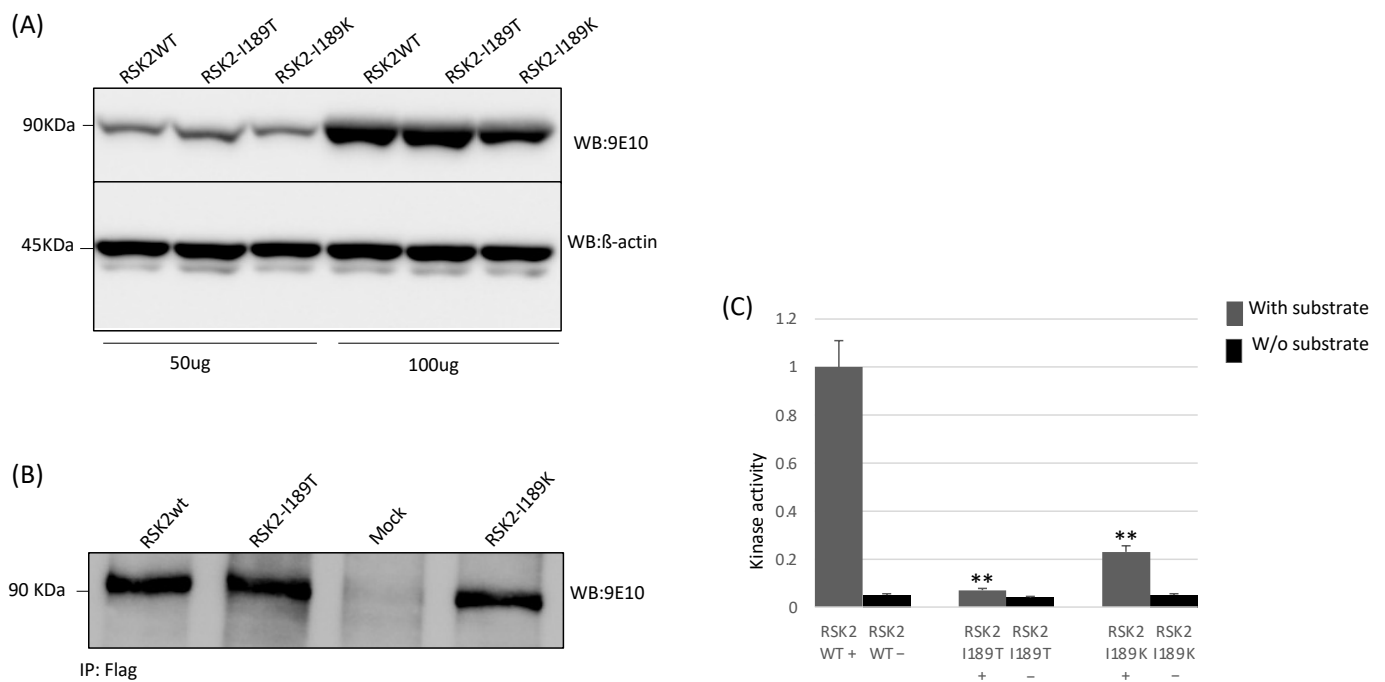 (A)
RSK2WT RSK2-I189T RSK2-I189K RSK2WT RSK2-I189T RSK2-I189K
90KDa
WB:9E10
45KDa
WB:ß-actin
50ug 100ug
(B)
RSK2wt RSK2-I189T Mock RSK2-I189K
90 KDa
WB:9E10
IP: Flag
(C)
With substrate
W/o substrate
Kinase activity
1.2
1
0.8
0.6
0.4
0.2
0
** **
RSK2 RSK2 RSK2 RSK2 RSK2 RSK2
WT + WT – I189T I189T I189K I189K
+ – + –